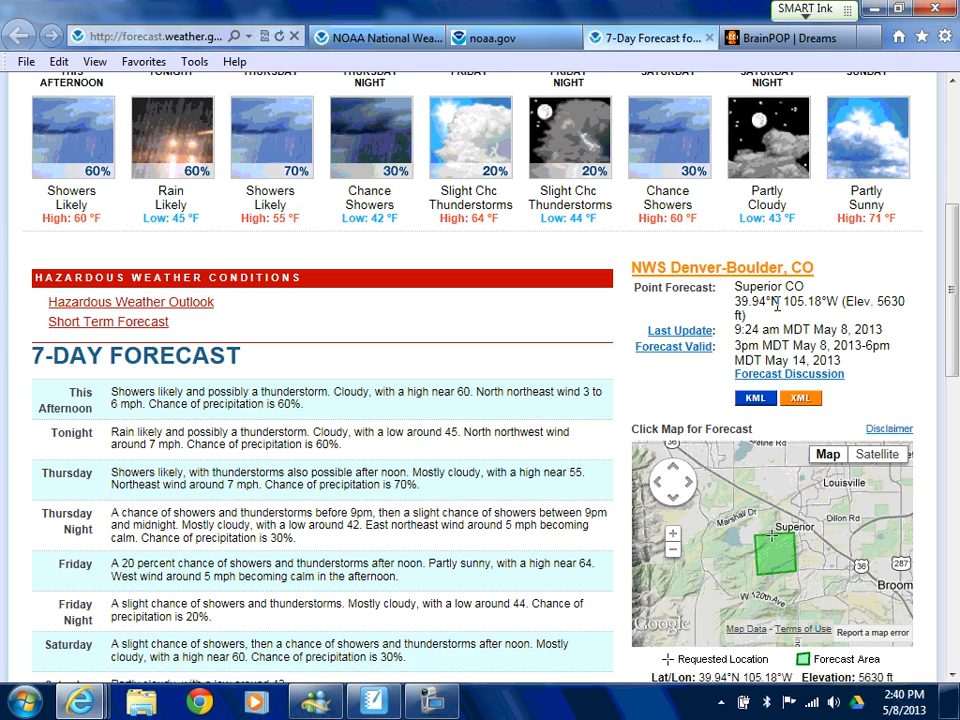 SMART Ink
http://forecast.weather.g...
NOAA National Wea...
noaa.gov
7-Day Forecast fo...
BrainPOP | Dreams
File Edit View Favorites Tools Help
THIS AFTERNOON
TONIGHT
THURSDAY
THURSDAY NIGHT
FRIDAY
FRIDAY NIGHT
SATURDAY
SATURDAY NIGHT
SUNDAY
60% 60% 70% 30% 20% 20% 30%
Showers Likely
High: 60 °F
Rain Likely
Low: 45 °F
Showers Likely
High: 55 °F
Chance Showers
Low: 42 °F
Slight Chc Thunderstorms
High: 64 °F
Slight Chc Thunderstorms
Low: 44 °F
Chance Showers
High: 60 °F
Partly Cloudy
Low: 43 °F
Partly Sunny
High: 71 °F
HAZARDOUS WEATHER CONDITIONS
Hazardous Weather Outlook
Short Term Forecast
7-DAY FORECAST
This Afternoon
Showers likely and possibly a thunderstorm. Cloudy, with a high near 60. North northeast wind 3 to
6 mph. Chance of precipitation is 60%.
Tonight
Rain likely and possibly a thunderstorm. Cloudy, with a low around 45. North northwest wind
around 7 mph. Chance of precipitation is 60%.
Thursday
Showers likely, with thunderstorms also possible after noon. Mostly cloudy, with a high near 55.
Northeast wind around 7 mph. Chance of precipitation is 70%.
Thursday Night
A chance of showers and thunderstorms before 9pm, then a slight chance of showers between 9pm
and midnight. Mostly cloudy, with a low around 42. East northeast wind around 5 mph becoming
calm. Chance of precipitation is 30%.
Friday
A 20 percent chance of showers and thunderstorms after noon. Partly sunny, with a high near 64.
West wind around 5 mph becoming calm in the afternoon.
Friday Night
A slight chance of showers and thunderstorms. Mostly cloudy, with a low around 44. Chance of
precipitation is 20%.
Saturday
A slight chance of showers, then a chance of showers and thunderstorms after noon. Mostly
cloudy, with a high near 60. Chance of precipitation is 30%.
NWS Denver-Boulder, CO
Point Forecast: Superior CO
39.94°N 105.18°W (Elev. 5630
ft)
Last Update: 9:24 am MDT May 8, 2013
Forecast Valid: 3pm MDT May 8, 2013-6pm
MDT May 14, 2013
Forecast Discussion
KML XML
Click Map for Forecast Disclaimer
Map Satellite
36
Louisville
Marshall Dr
Dillon Rd
Superior
36
287
Broom
W 120th Ave
Google
Map Data - Terms of Use Report a map error
Requested Location Forecast Area
Lat/Lon: 39.94°N 105.18°W Elevation: 5630 ft
2:40 PM
5/8/2013